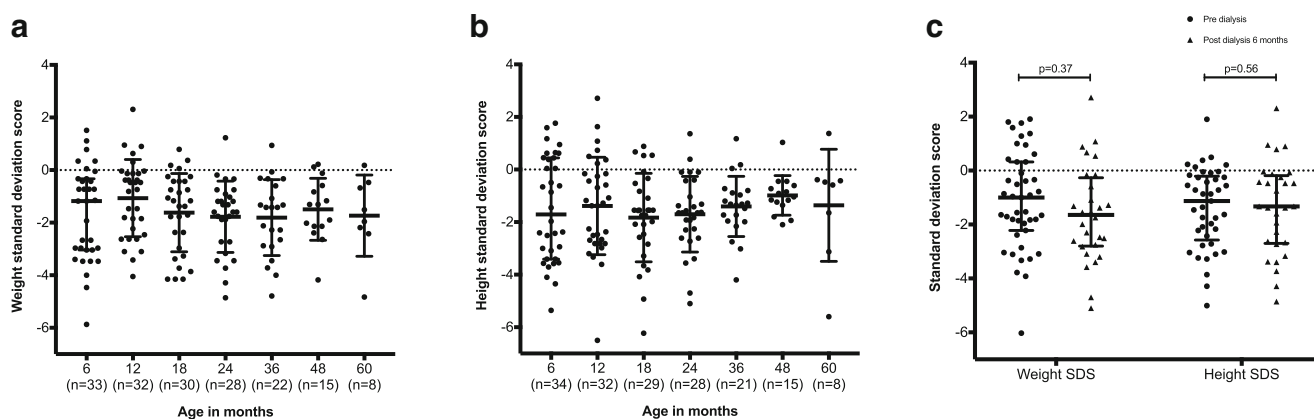 a
Weight standard deviation score
4
2
0
-2
-4
-6
6 12 18 24 36 48 60
(n=33) (n=32) (n=30) (n=28) (n=22) (n=15) (n=8)
Age in months
b
Height standard deviation score
4
2
0
-2
-4
-6
6 12 18 24 36 48 60
(n=34) (n=32) (n=29) (n=28) (n=21) (n=15) (n=8)
Age in months
c
Pre dialysis
Post dialysis 6 months
Standard deviation score
4
2
0
-2
-4
-6
p=0.37 p=0.56
Weight SDS Height SDS